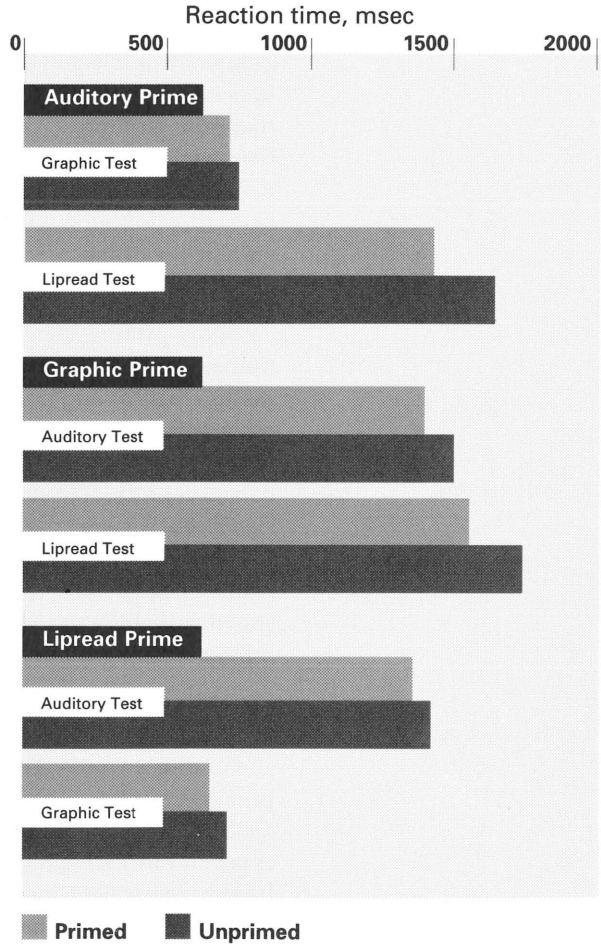 Reaction time, msec
0 500 1000 1500 2000
Auditory Prime
Graphic Test
Lipread Test
Graphic Prime
Auditory Test
Lipread Test
Lipread Prime
Auditory Test
Graphic Test
Primed Unprimed